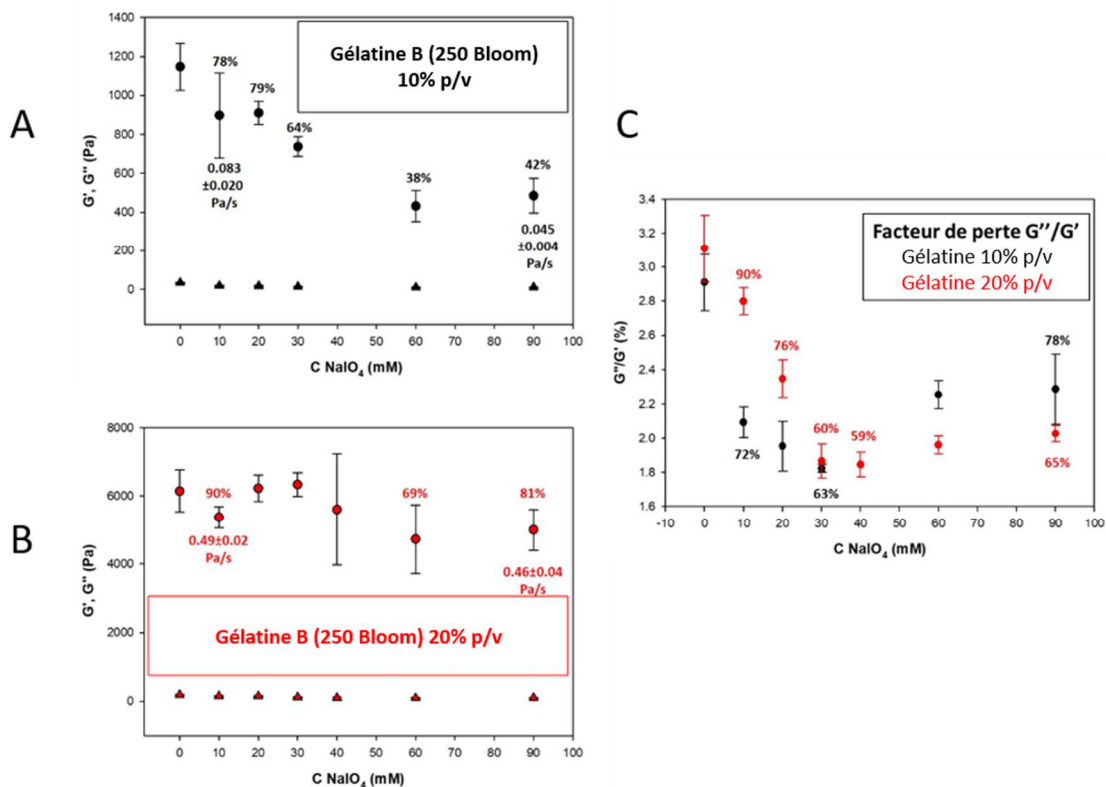 A
Gélatine B (250 Bloom)
10% p/v
G', G'' (Pa)
1400
1200
1000
800
600
400
200
0
78%
79%
64%
38%
42%
0.083
±0.020
Pa/s
0.045
±0.004
Pa/s
0 10 20 30 40 50 60 70 80 90 100
C NaIO₄ (mM)
B
G', G'' (Pa)
8000
6000
4000
2000
0
90%
69%
81%
0.49±0.02
Pa/s
0.46±0.04
Pa/s
Gélatine B (250 Bloom) 20% p/v
0 10 20 30 40 50 60 70 80 90 100
C NaIO₄ (mM)
C
Facteur de perte G''/G'
Gélatine 10% p/v
Gélatine 20% p/v
G''/G' (%)
3.4
3.2
3.0
2.8
2.6
2.4
2.2
2.0
1.8
1.6
90%
76%
78%
72%
60%
59%
63%
65%
-10 0 10 20 30 40 50 60 70 80 90 100
C NaIO₄ (mM)